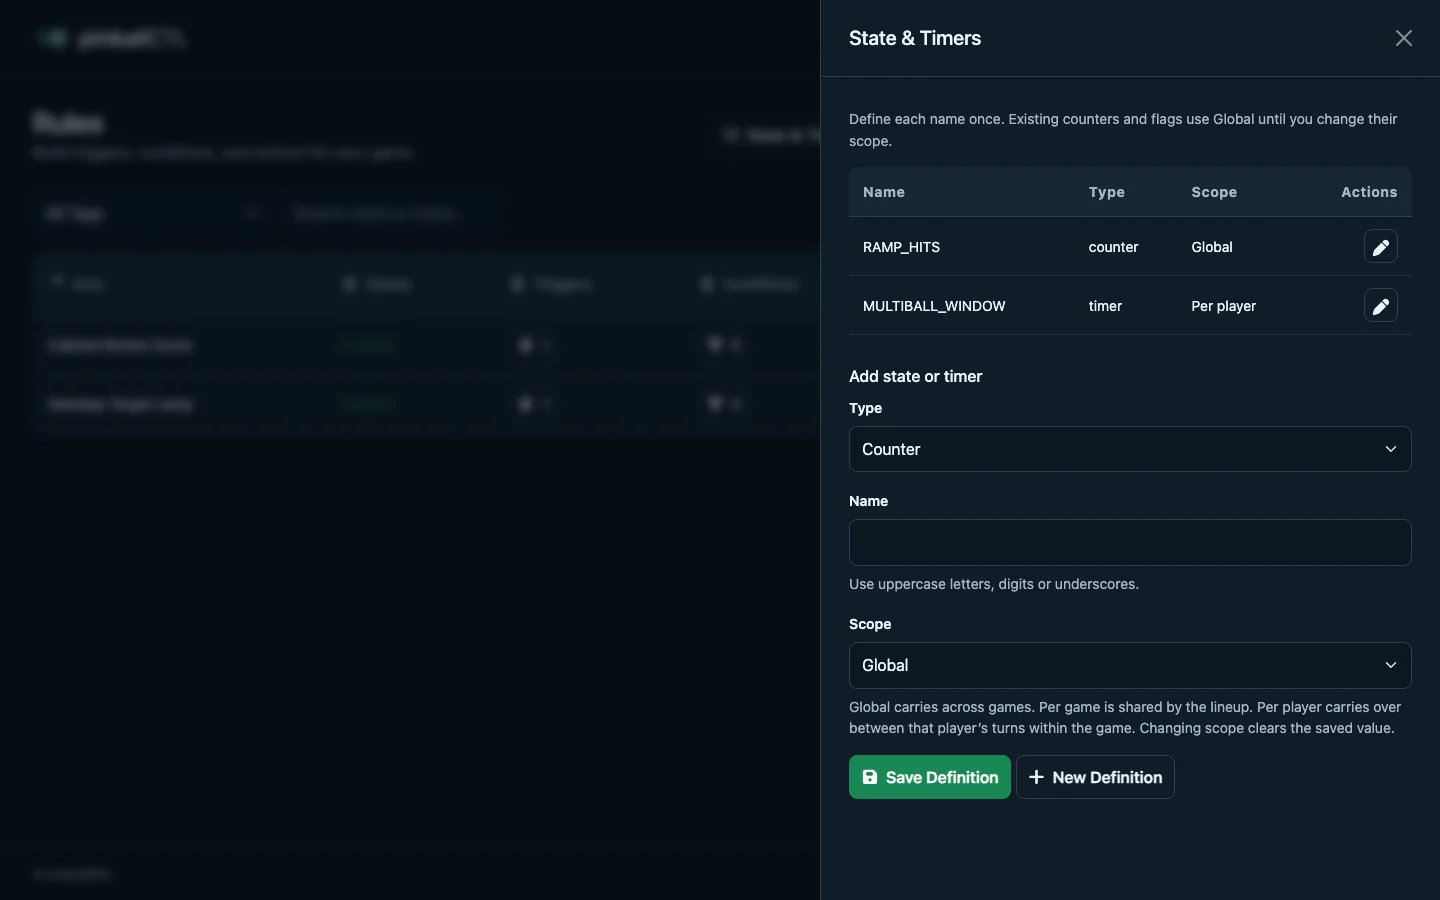 State & Timers
Define each name once. Existing counters and flags use Global until you change their
scope.
Name Type Scope Actions
RAMP_HITS counter Global
MULTIBALL_WINDOW timer Per player
Add state or timer
Type
Counter
Name
Use uppercase letters, digits or underscores.
Scope
Global
Global carries across games. Per game is shared by the lineup. Per player carries over
between that player’s turns within the game. Changing scope clears the saved value.
Save Definition New Definition
Rules